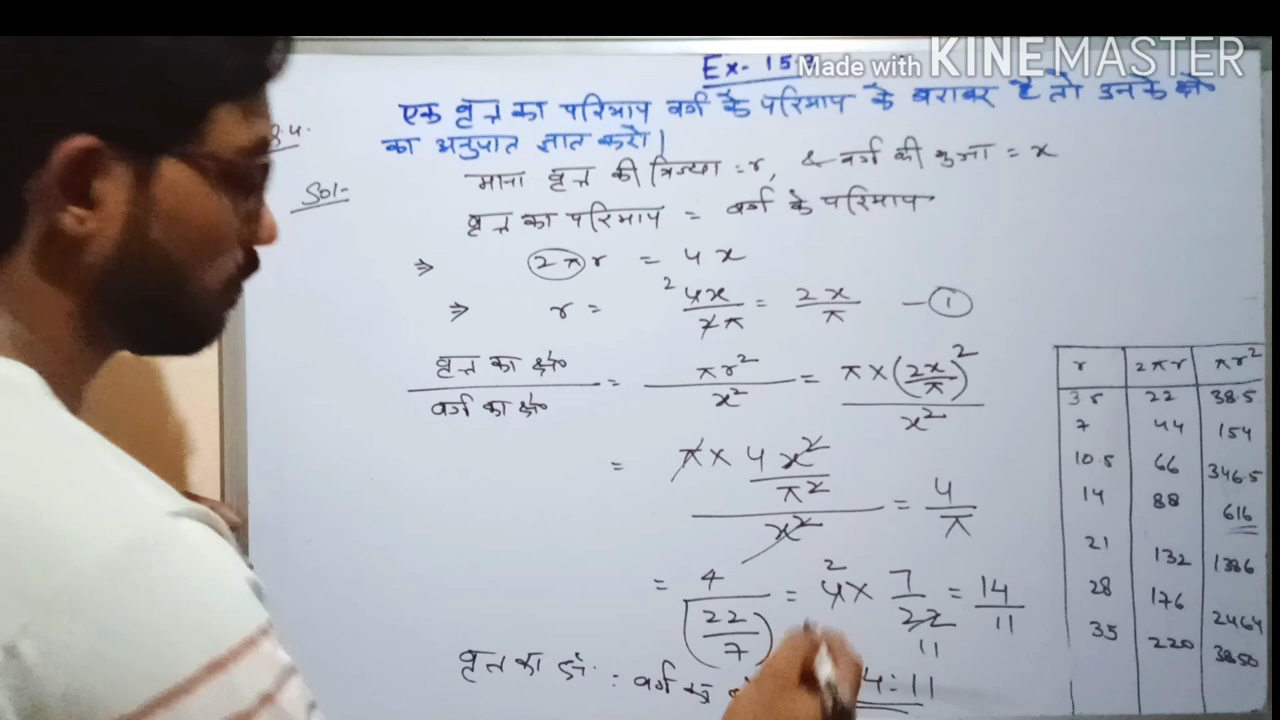 Made with KINEMASTER
Ex- 15.
एक वृत्त का परिमाप वर्ग के परिमाप के बराबर है तो उनके क्षे०
का अनुपात ज्ञात करो।
Sol-
माना वृत्त की त्रिज्या = r, & वर्ग की भुजा = x
वृत्त का परिमाप = वर्ग के परिमाप
⇒ 2πr = 4x
⇒ r = 4x/2π = 2x/π — ①
वृत्त का क्षे०/वर्ग का क्षे० = πr²/x² = π×(2x/π)²/x²
= π× 4x²/π²/x² = 4/π
= 4/(22/7) = 4× 7/22 = 14/11
वृत्त का क्षे. : वर्ग का 4:11
r 2πr πr²
3.5 22 38.5
7 44 154
10.5 66 346.5
14 88 616
21 132 1386
28 176 2464
35 220 3850